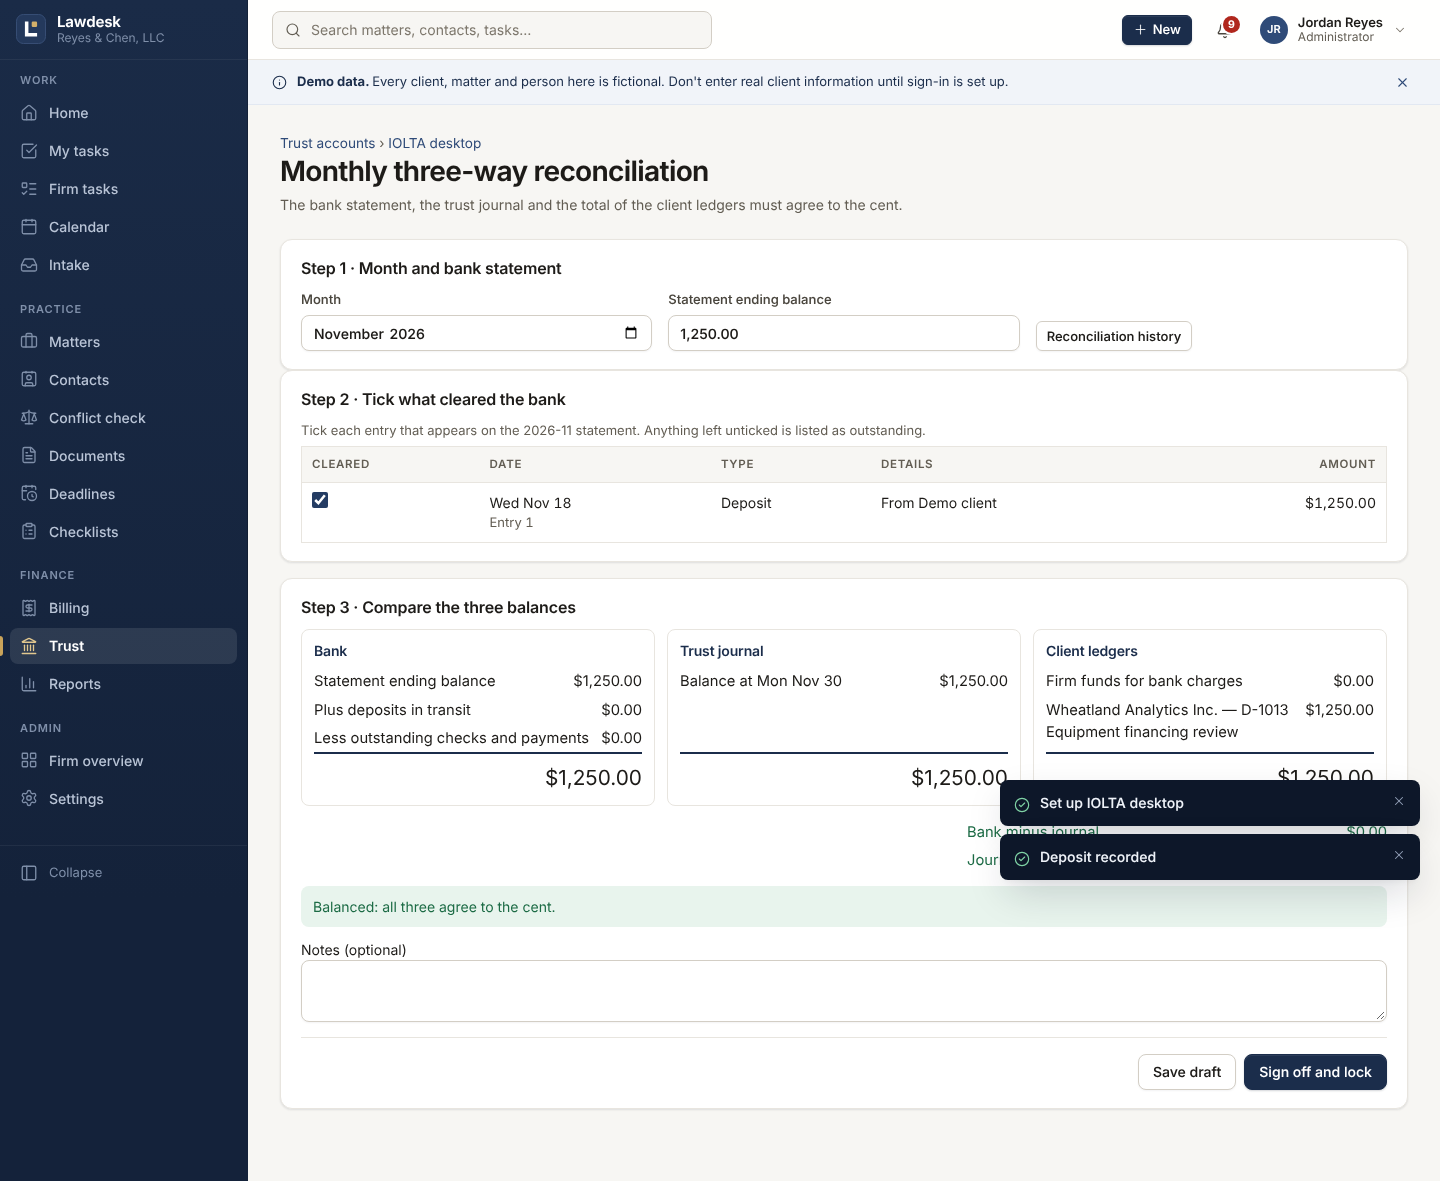 Lawdesk
Reyes & Chen, LLC
WORK
Home
My tasks
Firm tasks
Calendar
Intake
PRACTICE
Matters
Contacts
Conflict check
Documents
Deadlines
Checklists
FINANCE
Billing
Trust
Reports
ADMIN
Firm overview
Settings
Collapse
Search matters, contacts, tasks...
New
9
JR
Jordan Reyes
Administrator
Demo data. Every client, matter and person here is fictional. Don't enter real client information until sign-in is set up.
Trust accounts › IOLTA desktop
Monthly three-way reconciliation
The bank statement, the trust journal and the total of the client ledgers must agree to the cent.
Step 1 · Month and bank statement
Month
Statement ending balance
November 2026
1,250.00
Reconciliation history
Step 2 · Tick what cleared the bank
Tick each entry that appears on the 2026-11 statement. Anything left unticked is listed as outstanding.
CLEARED DATE TYPE DETAILS AMOUNT
Wed Nov 18 Deposit From Demo client $1,250.00
Entry 1
Step 3 · Compare the three balances
Bank
Statement ending balance $1,250.00
Plus deposits in transit $0.00
Less outstanding checks and payments $0.00
$1,250.00
Trust journal
Balance at Mon Nov 30 $1,250.00
$1,250.00
Client ledgers
Firm funds for bank charges $0.00
Wheatland Analytics Inc. — D-1013 $1,250.00
Equipment financing review
$1,250.00
Set up IOLTA desktop
Bank minus journal $0.00
Deposit recorded
Balanced: all three agree to the cent.
Notes (optional)
Save draft
Sign off and lock